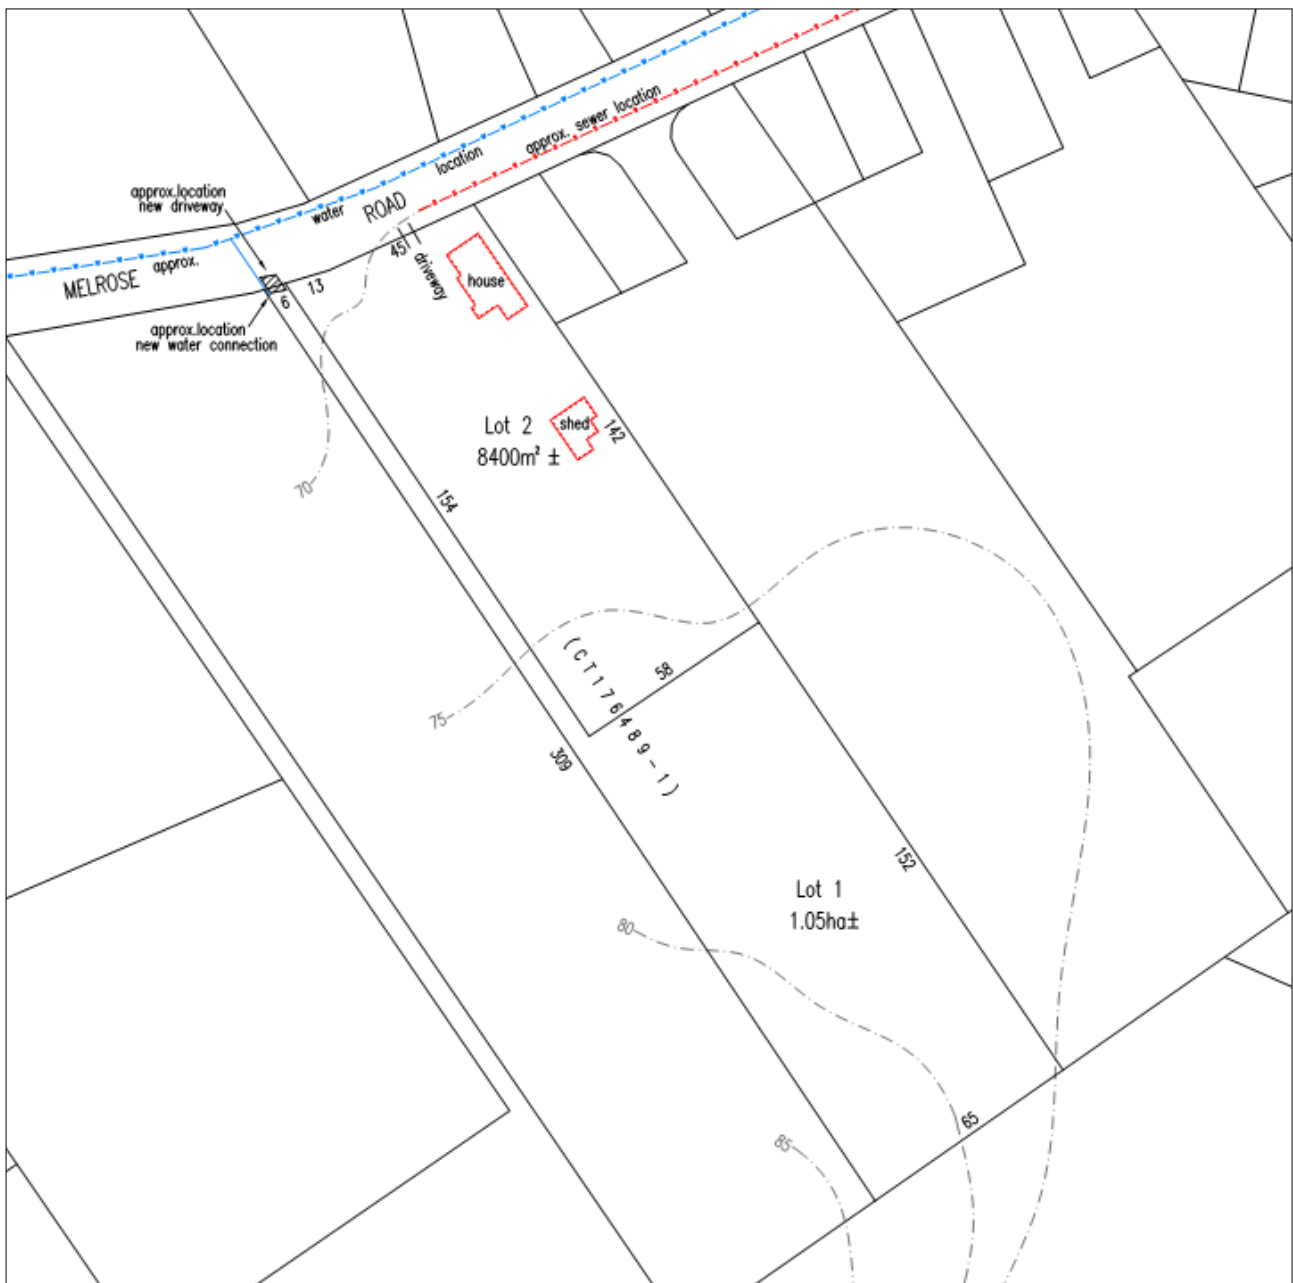 approx. sewer location
location
water
ROAD
approx.location
new driveway
approx.
MELROSE
45
driveway
house
13
6
approx.location
new water connection
Lot 2
8400m² ±
shed
142
70
154
(CT176489-1)
58
75
309
152
Lot 1
1.05ha±
80
65
85